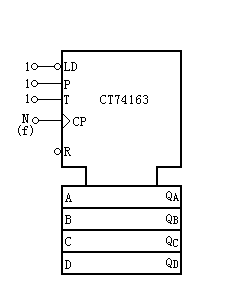 1 LD
1 P
1 T CT74163
N CP
(f)
R
A QA
B QB
C QC
D QD